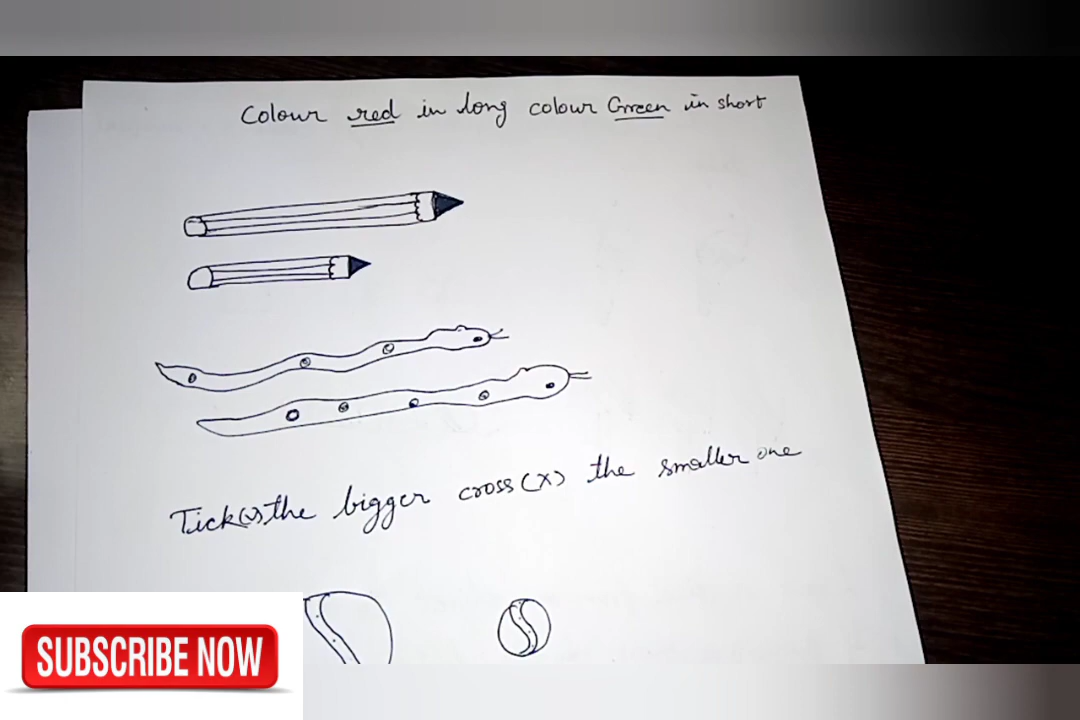 Colour red in long colour Green in short
Tick(✓)the bigger cross(X) the smaller one
SUBSCRIBE NOW